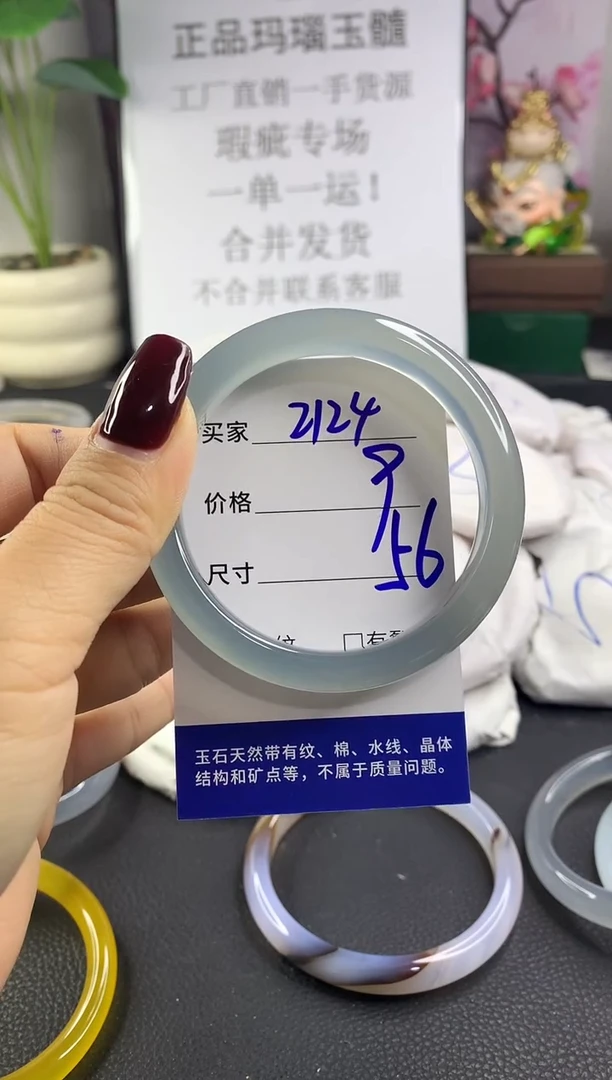 正品玛瑙玉髓
工厂直销一手货源
瑕疵专场
一单一运！
合并发货
不合并联系客服
买家 2124
价格 9
尺寸 56
纹 口有
玉石天然带有纹、棉、水线、晶体
结构和矿点等，不属于质量问题。